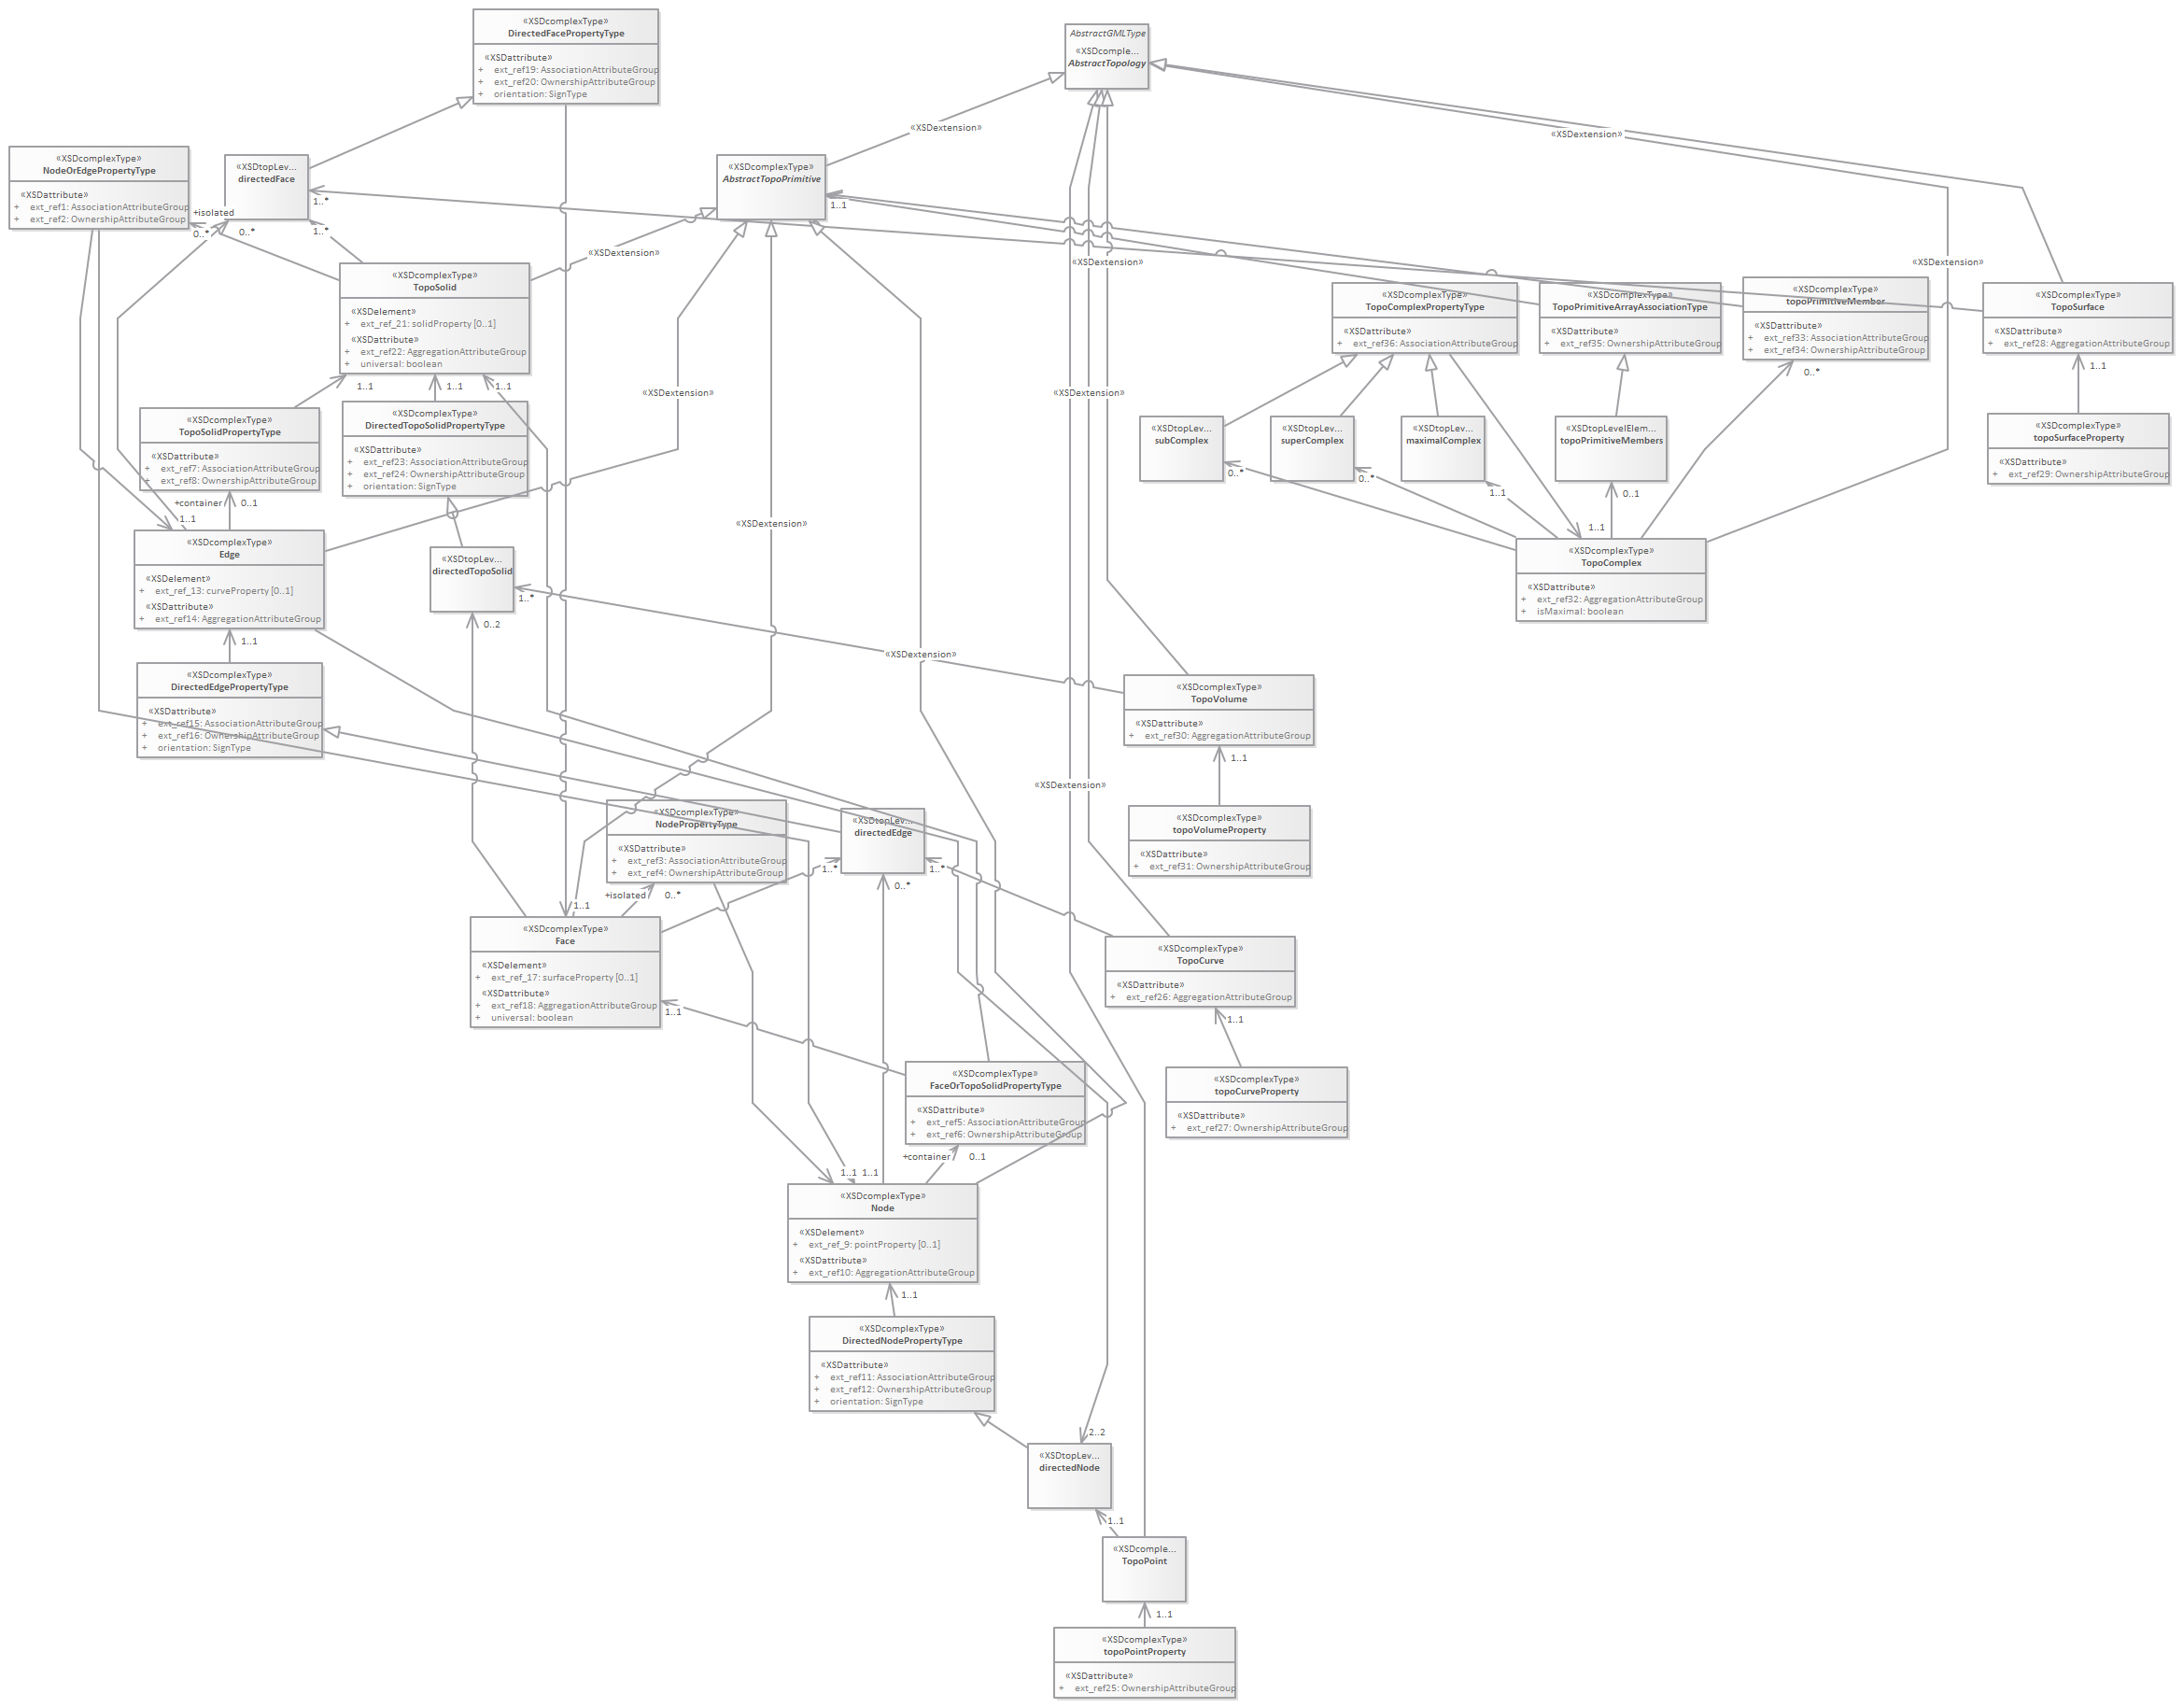 «XSDcomplexType»
DirectedFacePropertyType
«XSDattribute»
+ ext_ref19: AssociationAttributeGroup
+ ext_ref20: OwnershipAttributeGroup
+ orientation: SignType
AbstractGMLType
«XSDcomple...
AbstractTopology
«XSDextension»
«XSDextension»
«XSDcomplexType»
NodeOrEdgePropertyType
«XSDattribute»
+ ext_ref1: AssociationAttributeGroup
+ ext_ref2: OwnershipAttributeGroup
«XSDtopLev...
directedFace
«XSDcomplexType»
AbstractTopoPrimitive
1..*
+isolated
0..*
0..*
1..*
1..1
«XSDextension»
«XSDextension»
«XSDextension»
«XSDcomplexType»
TopoSolid
«XSDelement»
+ ext_ref_21: solidProperty [0..1]
«XSDattribute»
+ ext_ref22: AggregationAttributeGroup
+ universal: boolean
«XSDcomplexType»
TopoComplexPropertyType
«XSDattribute»
+ ext_ref36: AssociationAttributeGroup
«XSDcomplexType»
TopoPrimitiveArrayAssociationType
«XSDattribute»
+ ext_ref35: OwnershipAttributeGroup
«XSDcomplexType»
topoPrimitiveMember
«XSDattribute»
+ ext_ref33: AssociationAttributeGroup
+ ext_ref34: OwnershipAttributeGroup
«XSDcomplexType»
TopoSurface
«XSDattribute»
+ ext_ref28: AggregationAttributeGroup
1..1
1..1
1..1
0..*
1..1
«XSDextension»
«XSDextension»
«XSDcomplexType»
TopoSolidPropertyType
«XSDattribute»
+ ext_ref7: AssociationAttributeGroup
+ ext_ref8: OwnershipAttributeGroup
«XSDcomplexType»
DirectedTopoSolidPropertyType
«XSDattribute»
+ ext_ref23: AssociationAttributeGroup
+ ext_ref24: OwnershipAttributeGroup
+ orientation: SignType
«XSDtopLev...
subComplex
«XSDtopLev...
superComplex
«XSDtopLev...
maximalComplex
«XSDtopLevelElem...
topoPrimitiveMembers
«XSDcomplexType»
topoSurfaceProperty
«XSDattribute»
+ ext_ref29: OwnershipAttributeGroup
0..*
0..*
1..1
0..1
+container
0..1
1..1
«XSDextension»
1..1
«XSDcomplexType»
Edge
«XSDelement»
+ ext_ref_13: curveProperty [0..1]
«XSDattribute»
+ ext_ref14: AggregationAttributeGroup
«XSDtopLev...
directedTopoSolid
«XSDcomplexType»
TopoComplex
«XSDattribute»
+ ext_ref32: AggregationAttributeGroup
+ isMaximal: boolean
1..*
0..2
1..1
«XSDextension»
«XSDcomplexType»
DirectedEdgePropertyType
«XSDattribute»
+ ext_ref15: AssociationAttributeGroup
+ ext_ref16: OwnershipAttributeGroup
+ orientation: SignType
«XSDcomplexType»
TopoVolume
«XSDattribute»
+ ext_ref30: AggregationAttributeGroup
1..1
«XSDextension»
«XSDcomplexType»
NodePropertyType
«XSDattribute»
+ ext_ref3: AssociationAttributeGroup
+ ext_ref4: OwnershipAttributeGroup
«XSDtopLev...
directedEdge
«XSDcomplexType»
topoVolumeProperty
«XSDattribute»
+ ext_ref31: OwnershipAttributeGroup
1..*
1..*
0..*
+isolated
0..*
1..1
«XSDcomplexType»
Face
«XSDelement»
+ ext_ref_17: surfaceProperty [0..1]
«XSDattribute»
+ ext_ref18: AggregationAttributeGroup
+ universal: boolean
«XSDcomplexType»
TopoCurve
«XSDattribute»
+ ext_ref26: AggregationAttributeGroup
1..1
1..1
«XSDcomplexType»
FaceOrTopoSolidPropertyType
«XSDattribute»
+ ext_ref5: AssociationAttributeGroup
+ ext_ref6: OwnershipAttributeGroup
«XSDcomplexType»
topoCurveProperty
«XSDattribute»
+ ext_ref27: OwnershipAttributeGroup
+container
0..1
1..1
1..1
«XSDcomplexType»
Node
«XSDelement»
+ ext_ref_9: pointProperty [0..1]
«XSDattribute»
+ ext_ref10: AggregationAttributeGroup
1..1
«XSDcomplexType»
DirectedNodePropertyType
«XSDattribute»
+ ext_ref11: AssociationAttributeGroup
+ ext_ref12: OwnershipAttributeGroup
+ orientation: SignType
2..2
«XSDtopLev...
directedNode
1..1
«XSDcomple...
TopoPoint
1..1
«XSDcomplexType»
topoPointProperty
«XSDattribute»
+ ext_ref25: OwnershipAttributeGroup